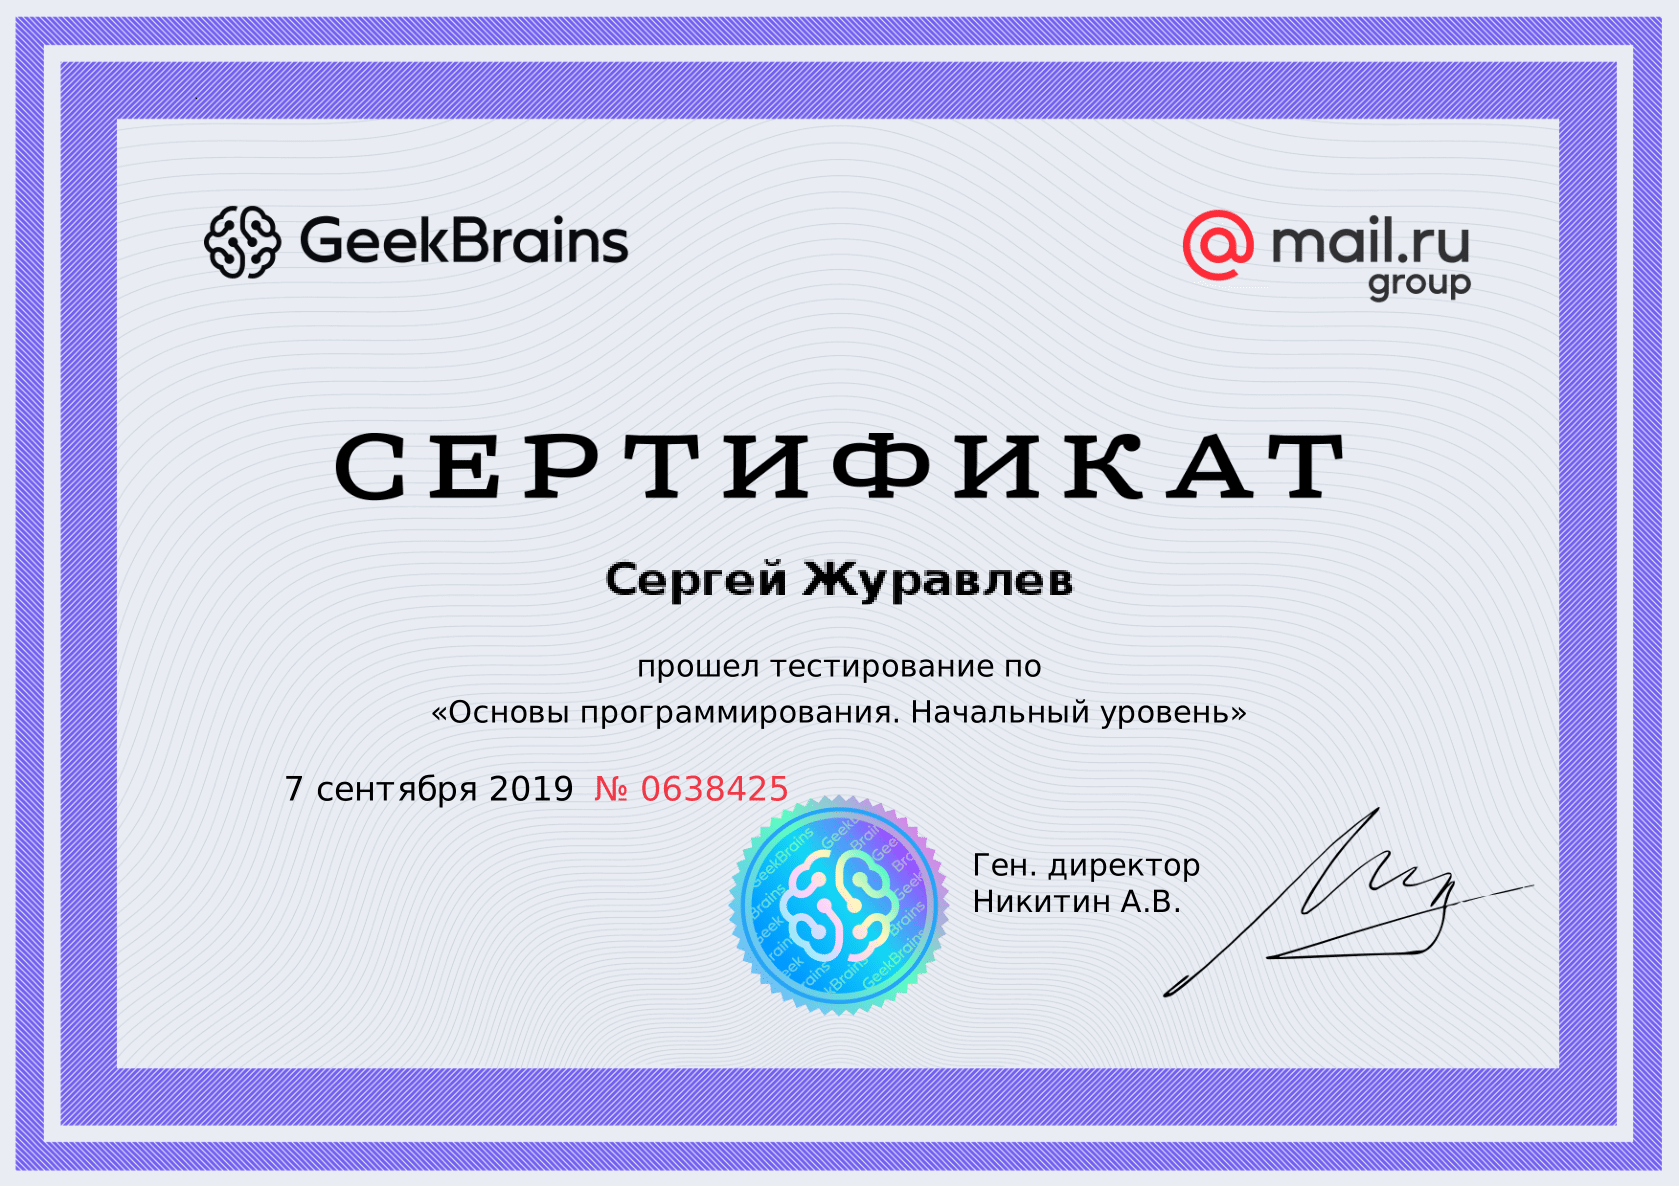 GeekBrains
@mail.ru
group
СЕРТИФИКАТ
Сергей Журавлев
прошел тестирование по
«Основы программирования. Начальный уровень»
7 сентября 2019 № 0638425
Ген. директор
Никитин А.В.